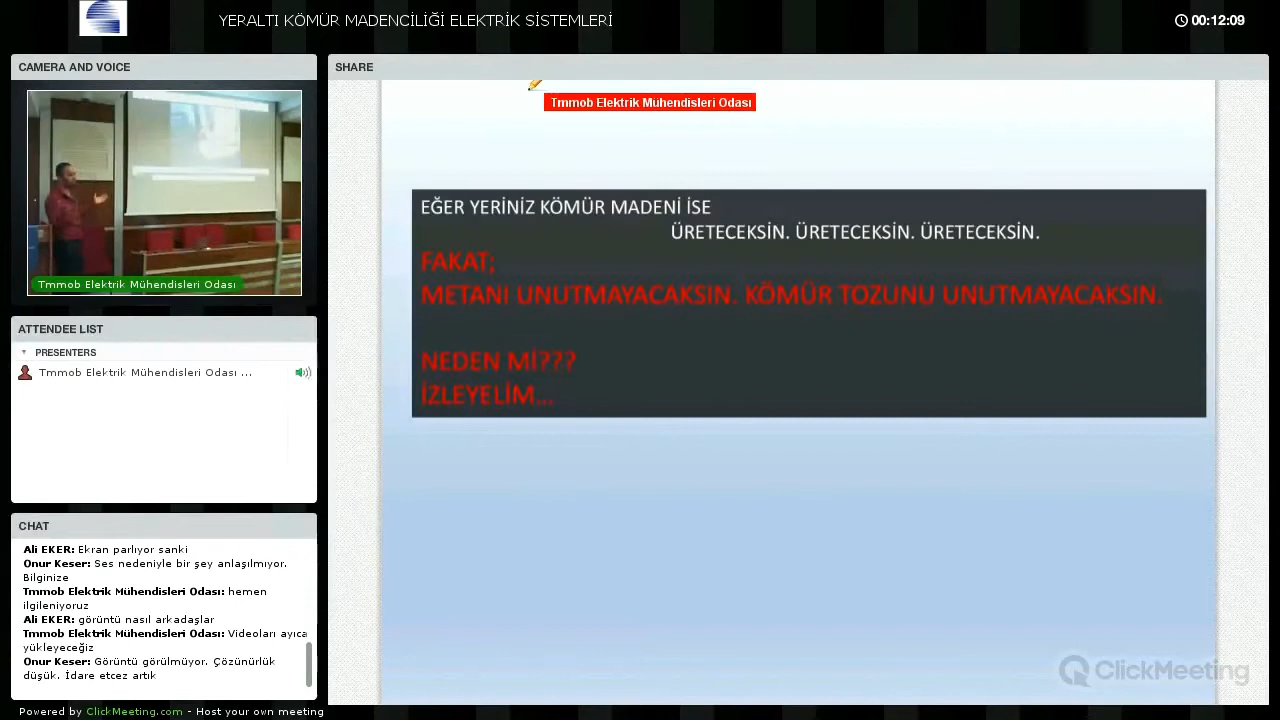 YERALTI KÖMÜR MADENCİLİĞİ ELEKTRİK SİSTEMLERİ
00:12:09
CAMERA AND VOICE
Tmmob Elektrik Mühendisleri Odası
ATTENDEE LIST
PRESENTERS
Tmmob Elektrik Mühendisleri Odası ...
CHAT
Ali EKER: Ekran parlıyor sanki
Onur Keser: Ses nedeniyle bir şey anlaşılmıyor.
Bilginize
Tmmob Elektrik Mühendisleri Odası: hemen
ilgileniyoruz
Ali EKER: görüntü nasıl arkadaşlar
Tmmob Elektrik Mühendisleri Odası: Videoları ayıca
yükleyeceğiz
Onur Keser: Görüntü görülmüyor. Çözünürlük
düşük. İdare etcez artık
Powered by ClickMeeting.com - Host your own meeting
SHARE
Tmmob Elektrik Mühendisleri Odası
EĞER YERİNİZ KÖMÜR MADENİ İSE
ÜRETECEKSİN. ÜRETECEKSİN. ÜRETECEKSİN.
FAKAT;
METANI UNUTMAYACAKSIN. KÖMÜR TOZUNU UNUTMAYACAKSIN.
NEDEN Mİ???
İZLEYELİM...
ClickMeeting